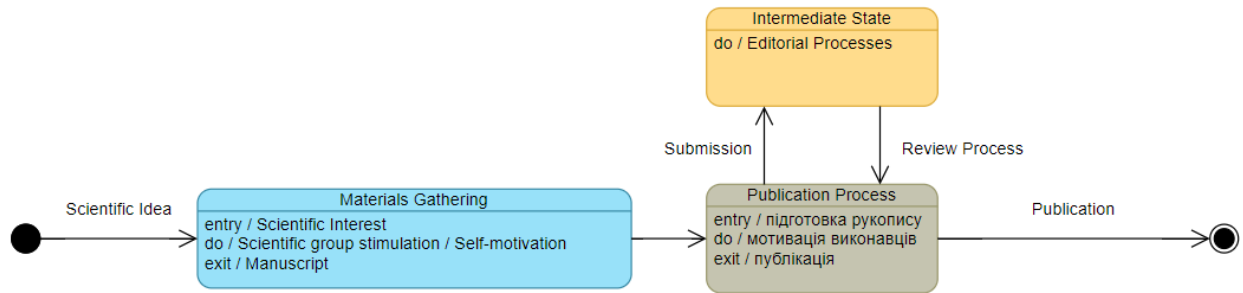 Intermediate State
do / Editorial Processes
Submission
Review Process
Scientific Idea
Materials Gathering
entry / Scientific Interest
do / Scientific group stimulation / Self-motivation
exit / Manuscript
Publication Process
entry / підготовка рукопису
do / мотивація виконавців
exit / публікація
Publication